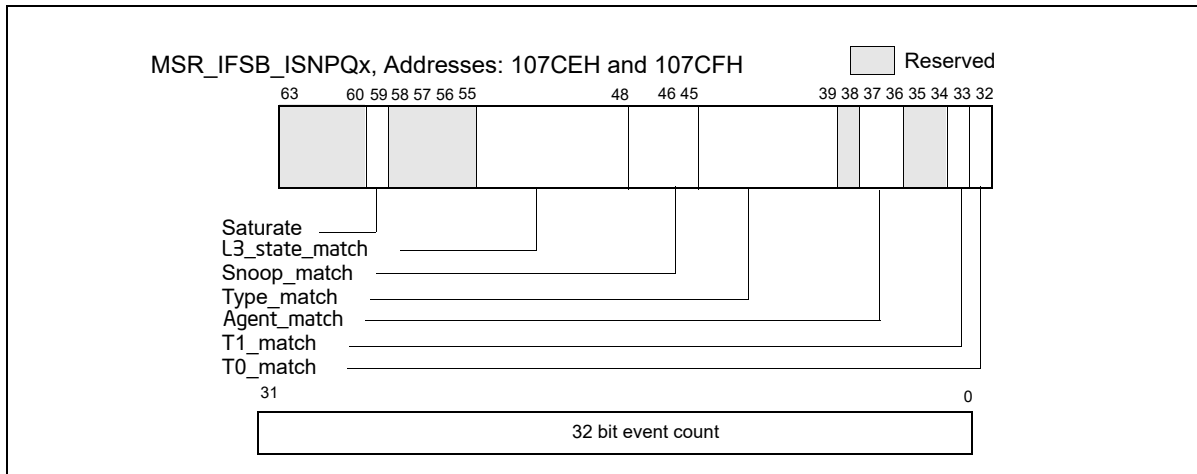 MSR_IFSB_ISNPQx, Addresses: 107CEH and 107CFH
Reserved
63 60 59 58 57 56 55 48 46 45 39 38 37 36 35 34 33 32
Saturate
L3_state_match
Snoop_match
Type_match
Agent_match
T1_match
T0_match
31 0
32 bit event count